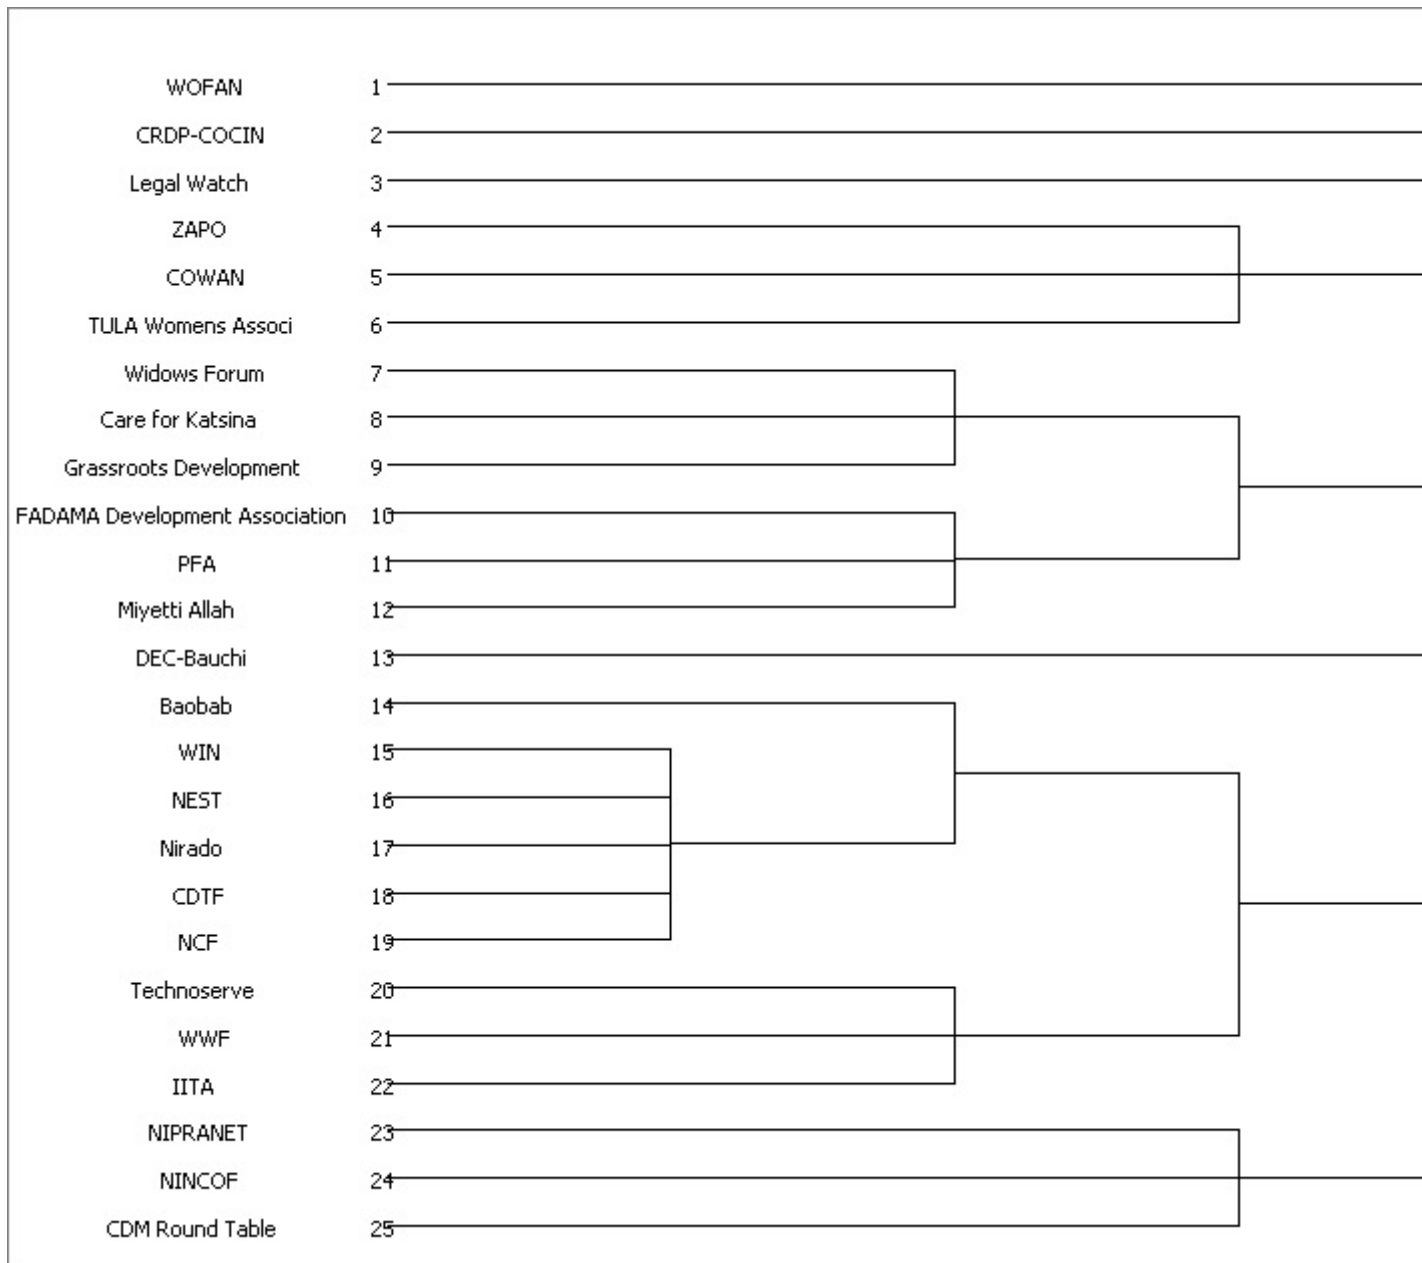 WOFAN 1
CRDP-COCIN 2
Legal Watch 3
ZAPO 4
COWAN 5
TULA Womens Associ 6
Widows Forum 7
Care for Katsina 8
Grassroots Development 9
FADAMA Development Association 10
PFA 11
Miyetti Allah 12
DEC-Bauchi 13
Baobab 14
WIN 15
NEST 16
Nirado 17
CDTF 18
NCF 19
Technoserve 20
WWF 21
IITA 22
NIPRANET 23
NINCOF 24
CDM Round Table 25